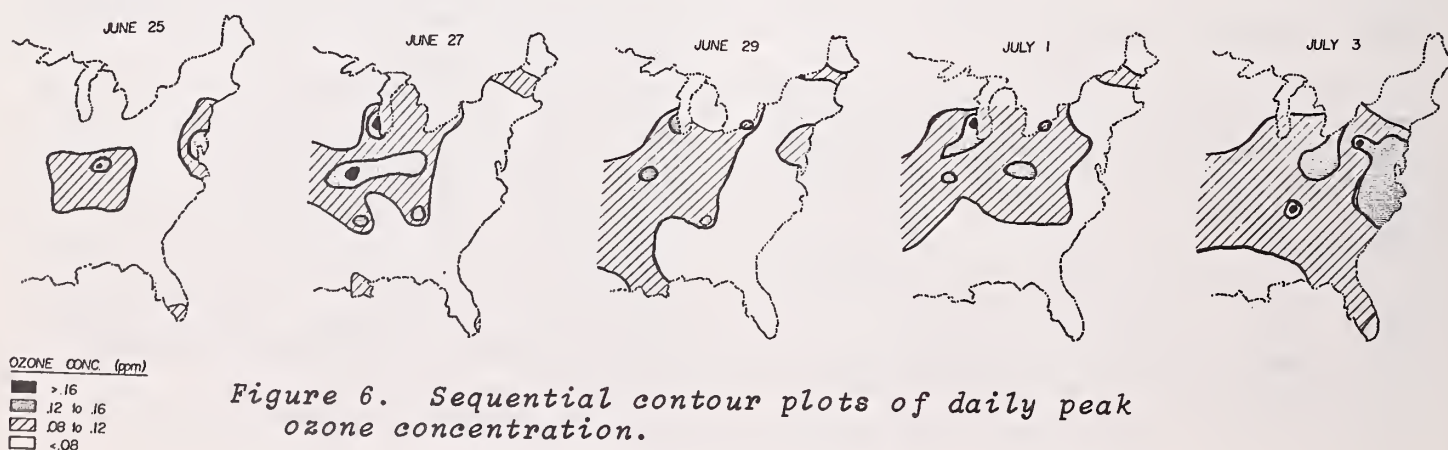 JUNE 25
JUNE 27
JUNE 29
JULY 1
JULY 3
OZONE CONC. (ppm)
>.16
.12 to .16
.08 to .12
<.08
Figure 6. Sequential contour plots of daily peak
ozone concentration.